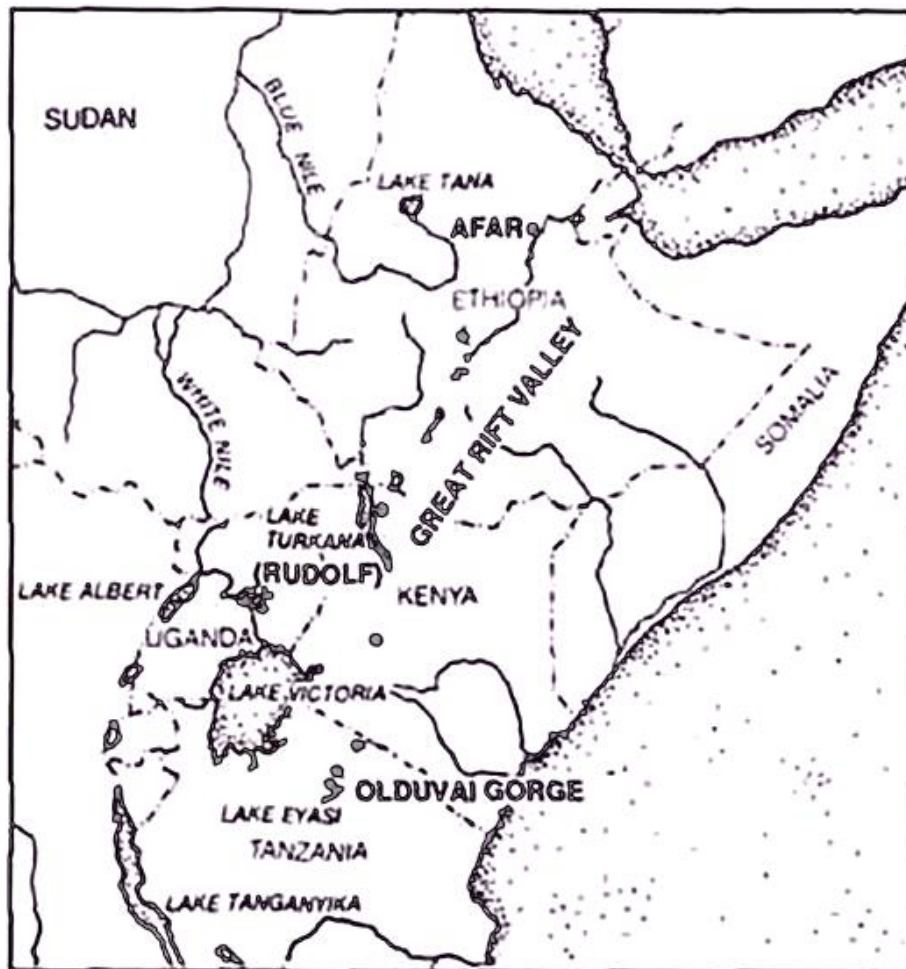 SUDAN
BLUE NILE
LAKE TANA
AFAR
ETHIOPIA
GREAT RIFT VALLEY
SOMALIA
WHITE NILE
LAKE
TURKANA
(RUDOLF)
LAKE ALBERT
KENYA
UGANDA
LAKE VICTORIA
OLDUVAI GORGE
LAKE EYASI
TANZANIA
LAKE TANGANYIKA